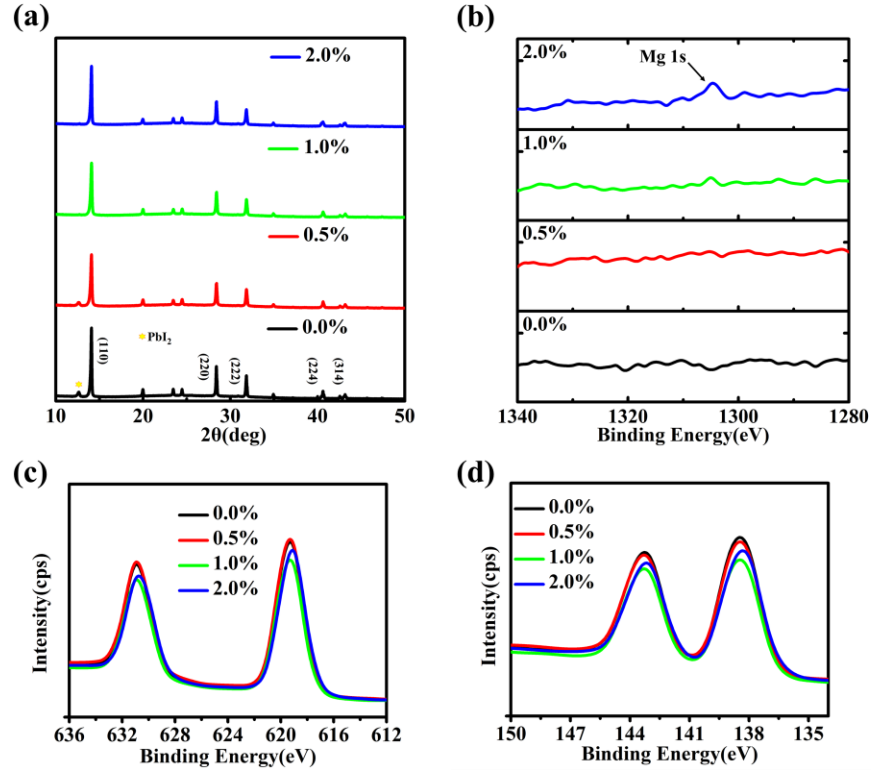 (a)
2.0%
1.0%
0.5%
0.0%
PbI₂
(110)
(220)
(222)
(224)
(314)
10 20 30 40 50
2θ(deg)
(b)
2.0%
Mg 1s
1.0%
0.5%
0.0%
1340 1320 1300 1280
Binding Energy(eV)
(c)
0.0%
0.5%
1.0%
2.0%
Intensity(cps)
636 632 628 624 620 616 612
Binding Energy(eV)
(d)
0.0%
0.5%
1.0%
2.0%
Intensity(cps)
150 147 144 141 138 135
Binding Energy(eV)